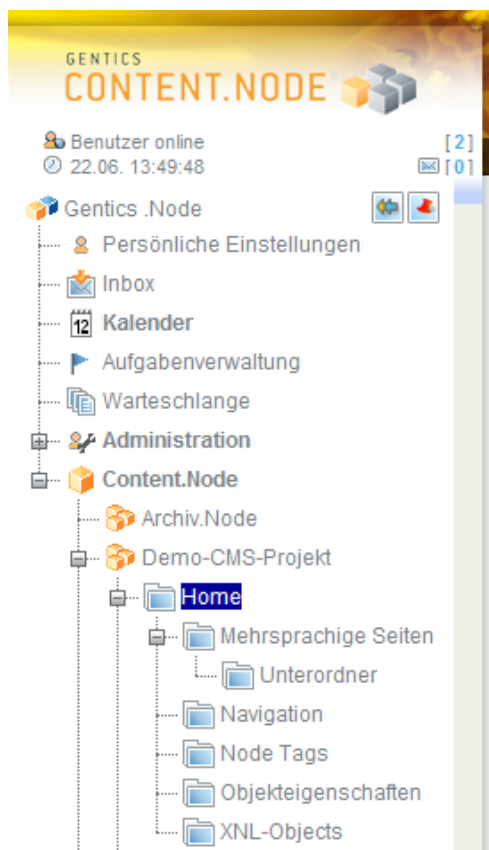 GENTICS
CONTENT.NODE
Benutzer online [2]
22.06. 13:49:48 [0]
Gentics .Node
Persönliche Einstellungen
Inbox
12 Kalender
Aufgabenverwaltung
Warteschlange
Administration
Content.Node
Archiv.Node
Demo-CMS-Projekt
Home
Mehrsprachige Seiten
Unterordner
Navigation
Node Tags
Objekteigenschaften
XNL-Objects